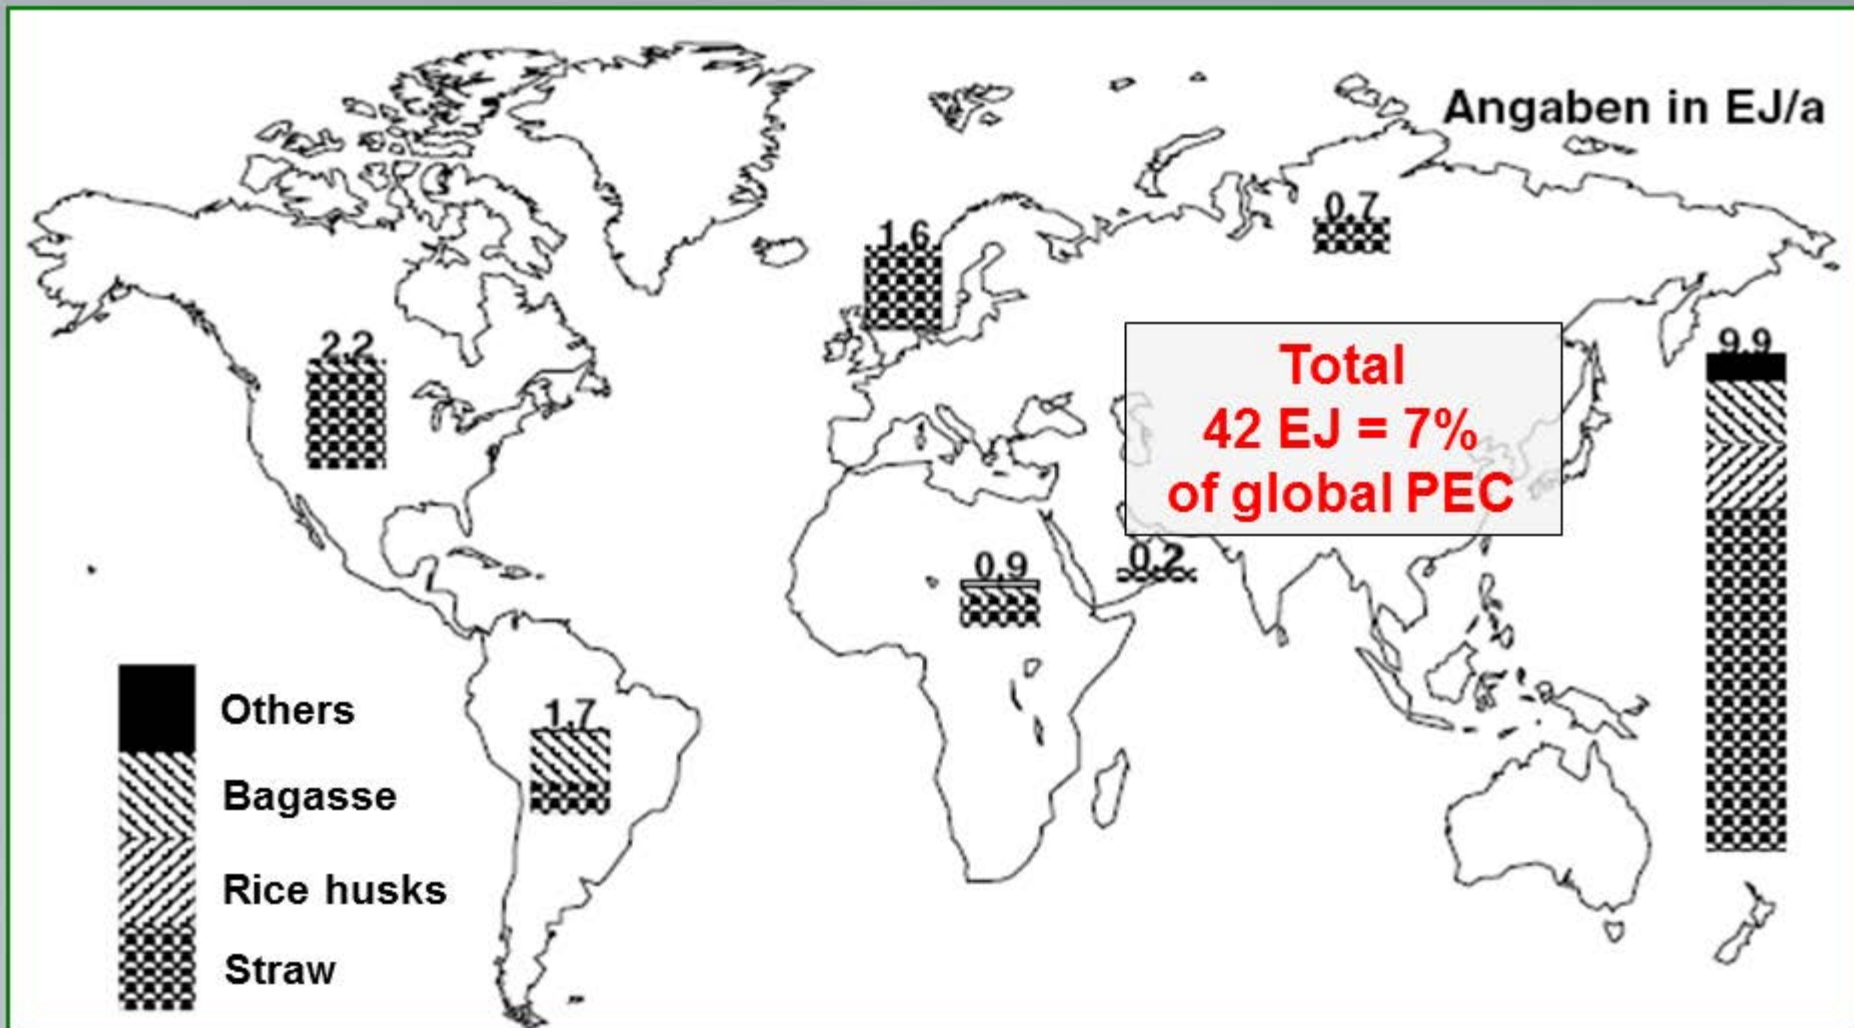 Angaben in EJ/a
0.7
1.6
2.2
9.9
Total
42 EJ = 7%
of global PEC
0.2
0.9
1.7
Others
Bagasse
Rice husks
Straw